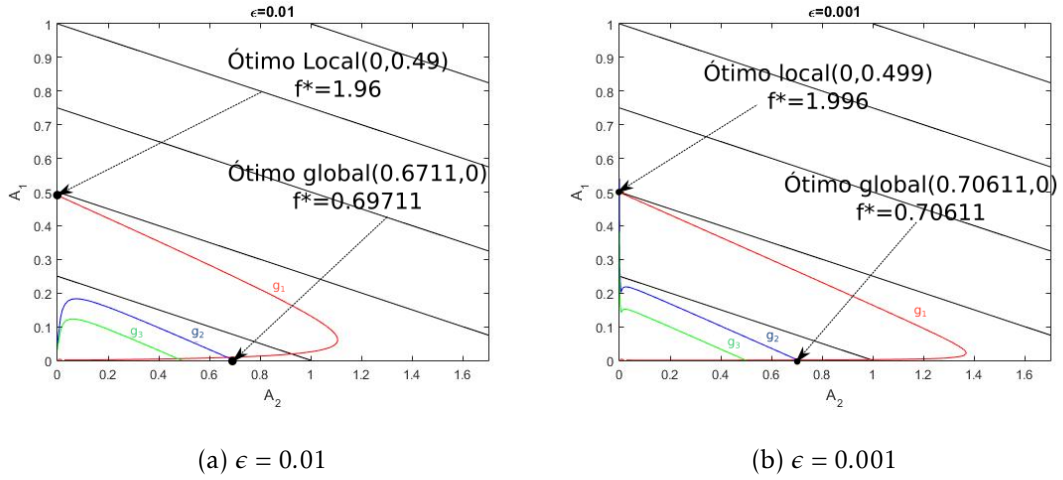 ϵ=0.01
1
0.9
0.8
0.7
0.6
0.5
0.4
0.3
0.2
0.1
0
A1
Ótimo Local(0,0.49)
f*=1.96
Ótimo global(0.6711,0)
f*=0.69711
g1
g2
g3
0 0.2 0.4 0.6 0.8 1.0 1.2 1.4 1.6
A2
(a) ϵ = 0.01
ϵ=0.001
1
0.9
0.8
0.7
0.6
0.5
0.4
0.3
0.2
0.1
0
A1
Ótimo local(0,0.499)
f*=1.996
Ótimo global(0.70611,0)
f*=0.70611
g1
g2
g3
0 0.2 0.4 0.6 0.8 1.0 1.2 1.4 1.6
A2
(b) ϵ = 0.001